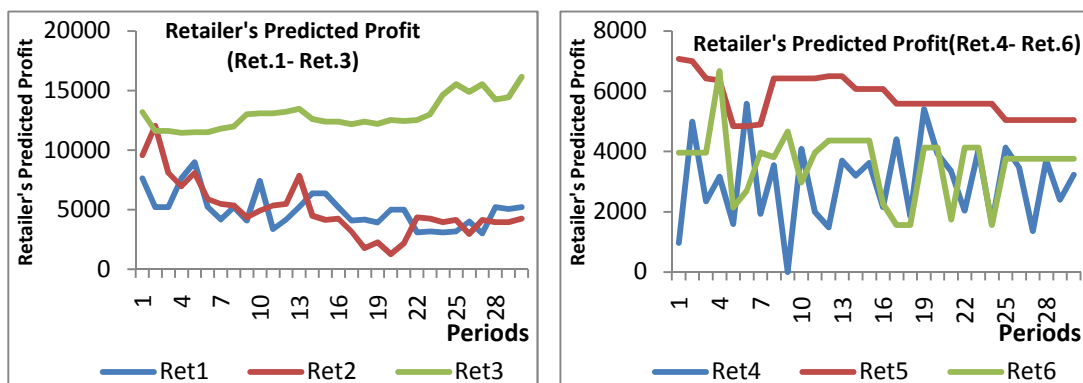 Retailer's Predicted Profit
(Ret.1- Ret.3)
Retailer's Predicted Profit
20000
15000
10000
5000
0
1 4 7 10 13 16 19 22 25 28
Periods
Ret1 Ret2 Ret3
Retailer's Predicted Profit(Ret.4- Ret.6)
Retailer's Predicted Profit
8000
6000
4000
2000
0
1 4 7 10 13 16 19 22 25 28
Periods
Ret4 Ret5 Ret6